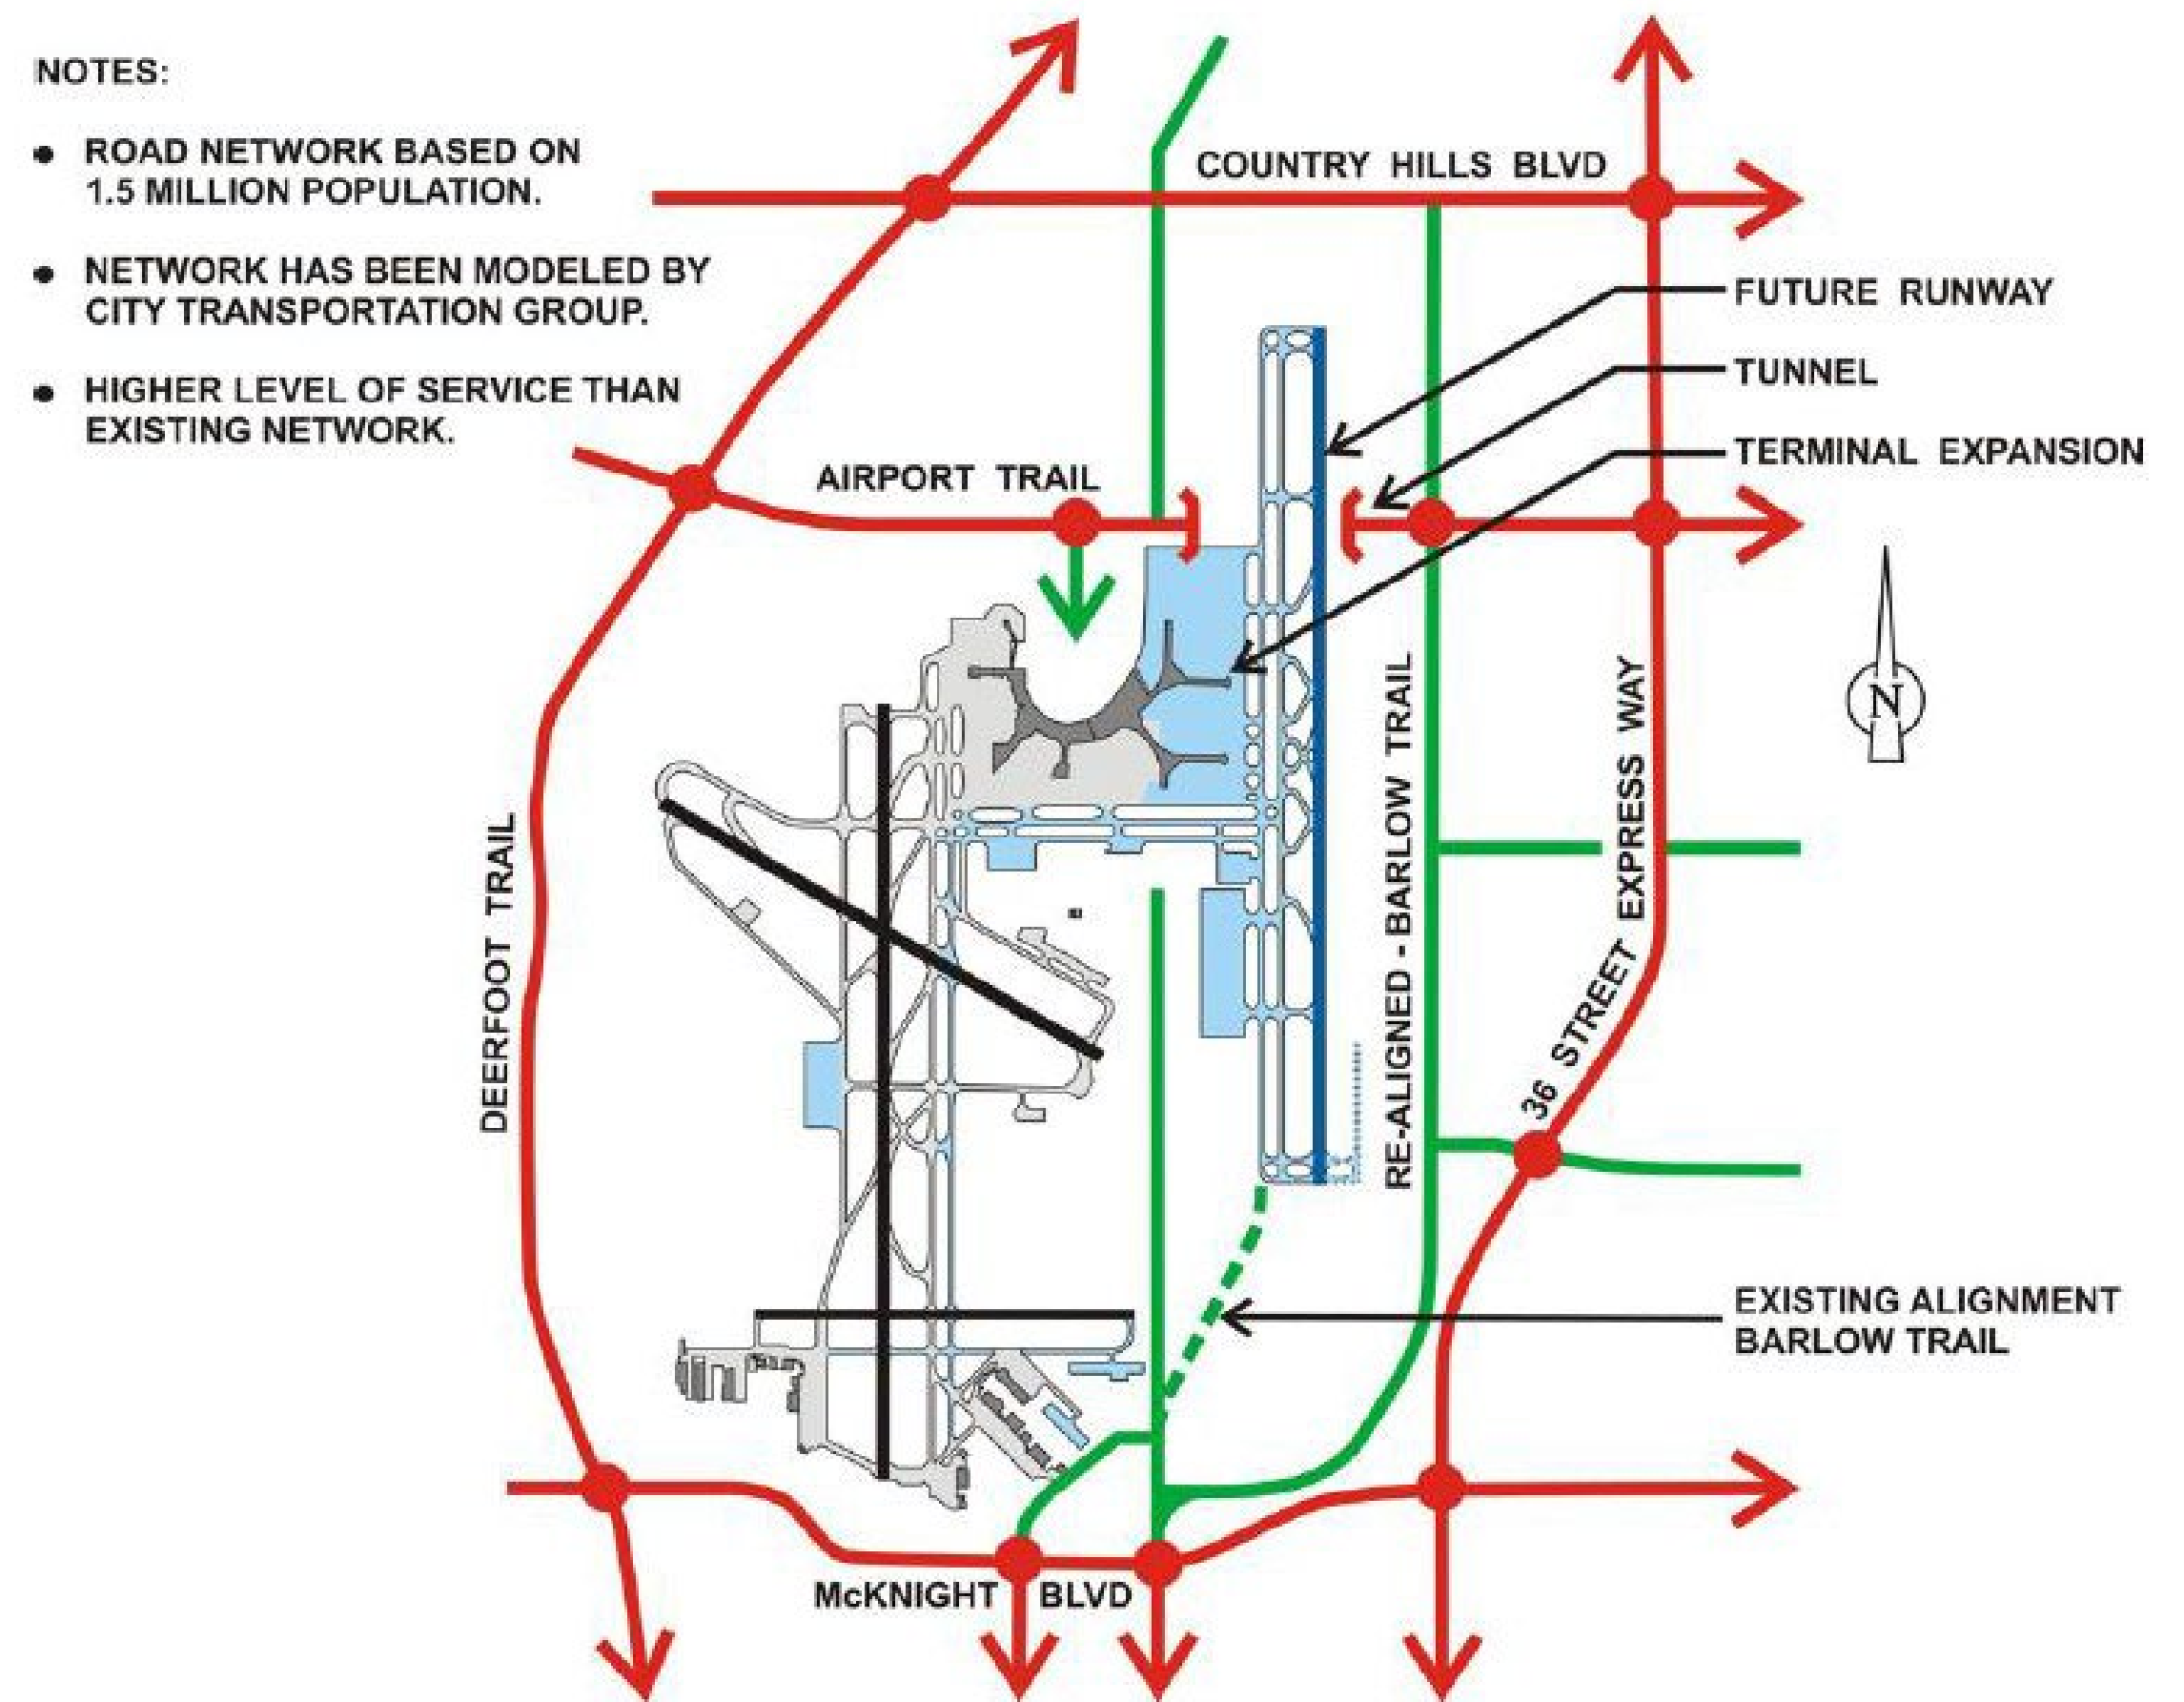 NOTES:
• ROAD NETWORK BASED ON
1.5 MILLION POPULATION.
• NETWORK HAS BEEN MODELED BY
CITY TRANSPORTATION GROUP.
• HIGHER LEVEL OF SERVICE THAN
EXISTING NETWORK.
COUNTRY HILLS BLVD
FUTURE RUNWAY
TUNNEL
TERMINAL EXPANSION
AIRPORT TRAIL
N
DEERFOOT TRAIL
RE-ALIGNED - BARLOW TRAIL
36 STREET EXPRESS WAY
EXISTING ALIGNMENT
BARLOW TRAIL
McKNIGHT BLVD